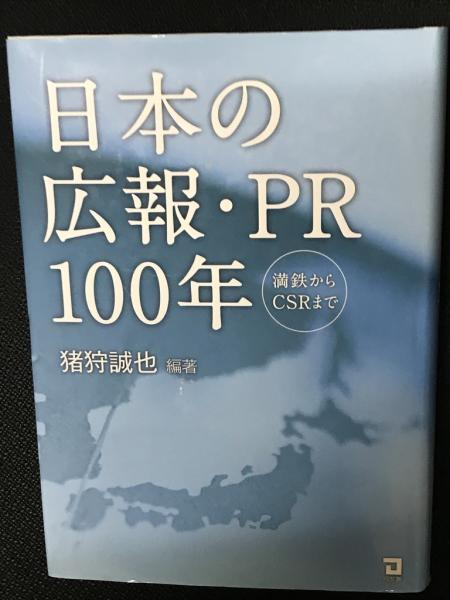 日本の
広報・PR
100年
満鉄から
CSRまで
猪狩誠也 編著